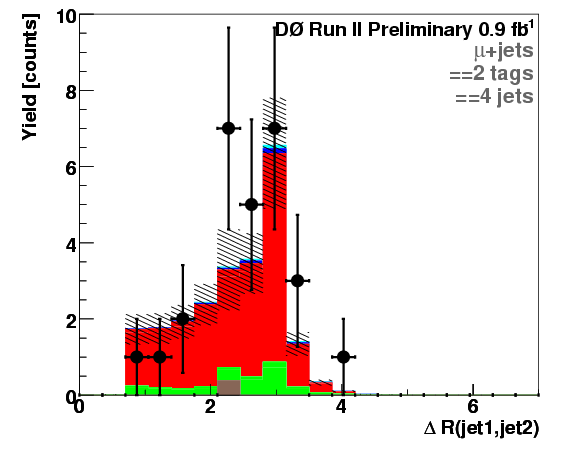 DØ Run II Preliminary 0.9 fb-1
μ+jets
==2 tags
==4 jets
Yield [counts]
10
8
6
4
2
0
0 2 4 6
Δ R(jet1,jet2)